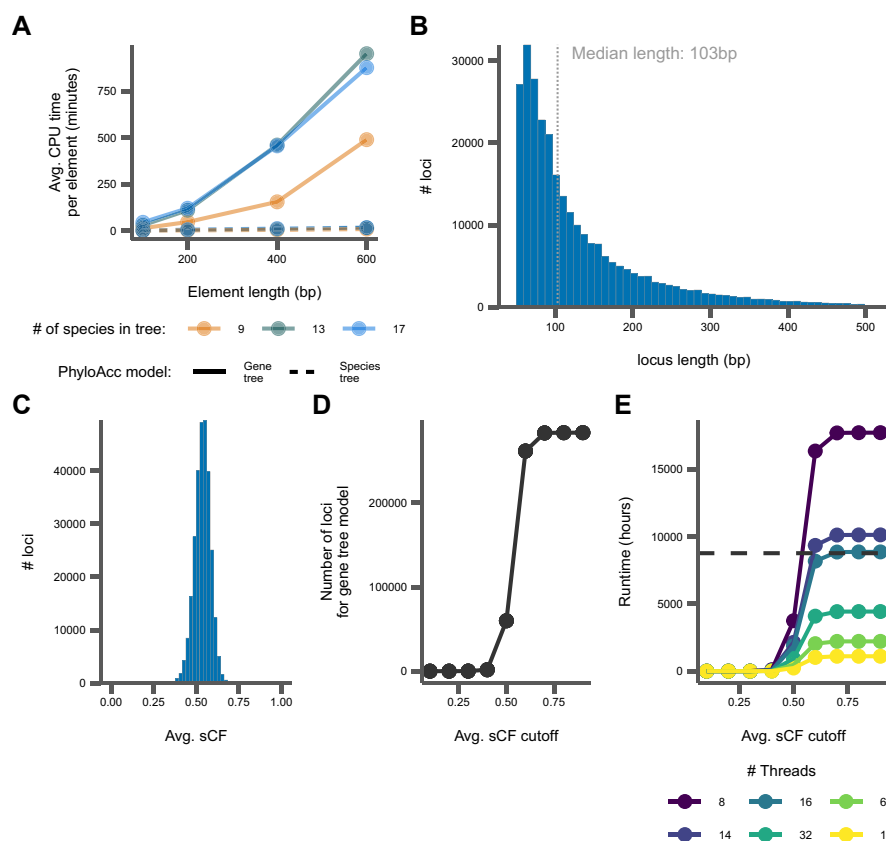 A
Avg. CPU time
per element (minutes)
750
500
250
0
200
400
600
Element length (bp)
# of species in tree:
9
13
17
PhyloAcc model:
Gene
tree
Species
tree
B
Median length: 103bp
# loci
30000
20000
10000
0
100
200
300
400
500
locus length (bp)
C
# loci
40000
30000
20000
10000
0
0.00
0.25
0.50
0.75
1.00
Avg. sCF
D
Number of loci
for gene tree model
200000
100000
0
0.25
0.50
0.75
Avg. sCF cutoff
E
Runtime (hours)
15000
10000
5000
0
0.25
0.50
0.75
Avg. sCF cutoff
# Threads
8
16
14
32